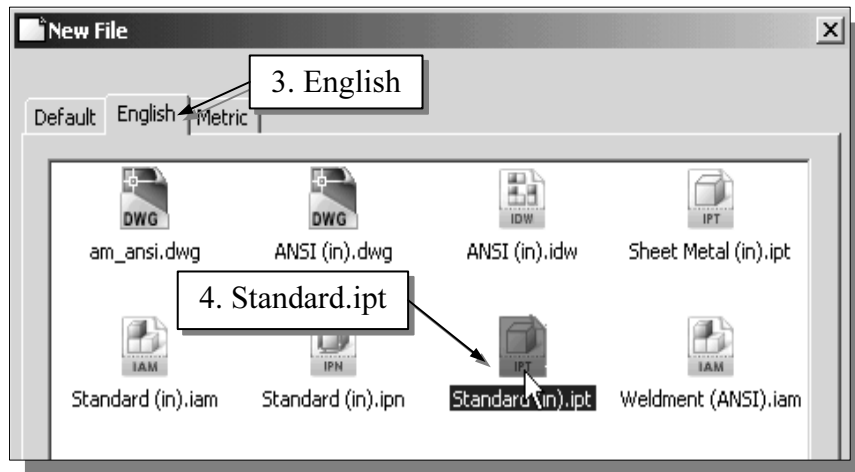 New File
3. English
Default English Metric
DWG DWG IDW IPT
am_ansi.dwg ANSI (in).dwg ANSI (in).idw Sheet Metal (in).ipt
4. Standard.ipt
IAM IPN IPT IAM
Standard (in).iam Standard (in).ipn Standard (in).ipt Weldment (ANSI).iam